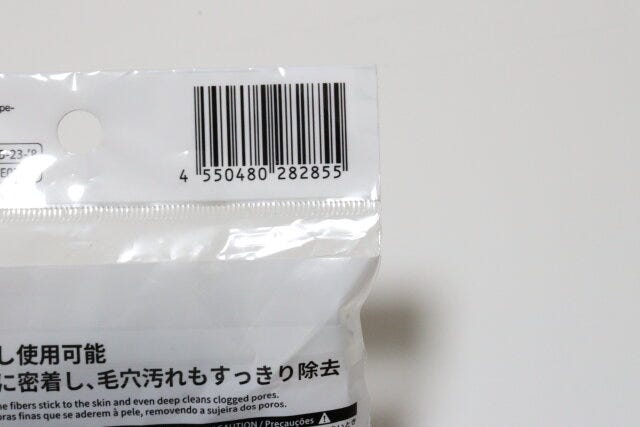 pe-
4 550480 282855
し使用可能
に密着し、毛穴汚れもすっきり除去
fibers stick to the skin and even deep cleans clogged pores.
finas que se aderem à pele, removendo a sujeira dos poros.
CAUTION / Precauções